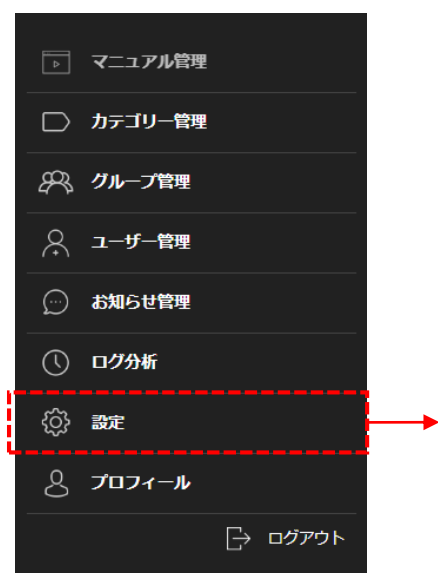 マニュアル管理
カテゴリー管理
グループ管理
ユーザー管理
お知らせ管理
ログ分析
設定
プロフィール
ログアウト